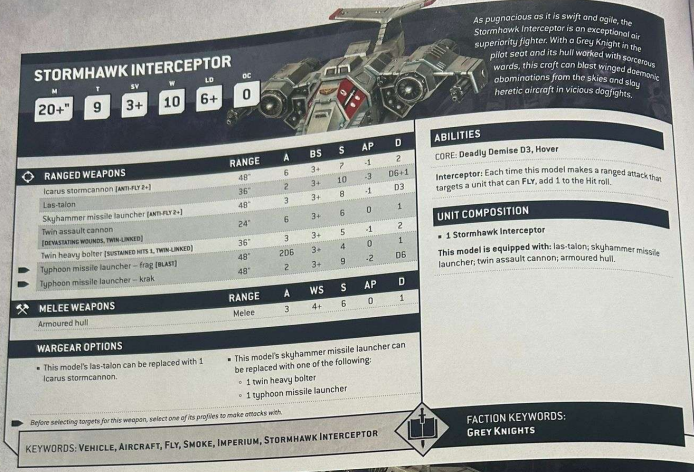 As pugnacious as it is swift and agile, the
Stormhawk Interceptor is an exceptional air
superiority fighter. With a Grey Knight in the
pilot seat and its hull worked with sorcerous
wards, this craft can blast winged daemonic
abominations from the skies and slay
heretic aircraft in vicious dogfights.
STORMHAWK INTERCEPTOR
M T SV W LD OC
20+" 9 3+ 10 6+ 0
RANGED WEAPONS RANGE A BS S AP D
Icarus stormcannon [ANTI-FLY 2+] 48" 6 3+ 7 -1 2
Las-talon 36" 2 3+ 10 -3 D6+1
Skyhammer missile launcher [ANTI-FLY 2+] 48" 3 3+ 8 -1 D3
Twin assault cannon 24" 6 3+ 6 0 1
[DEVASTATING WOUNDS, TWIN-LINKED]
Twin heavy bolter [SUSTAINED HITS 1, TWIN-LINKED] 36" 3 3+ 5 -1 2
Typhoon missile launcher – frag [BLAST] 48" 2D6 3+ 4 0 1
Typhoon missile launcher – krak 48" 2 3+ 9 -2 D6
MELEE WEAPONS RANGE A WS S AP D
Armoured hull Melee 3 4+ 6 0 1
WARGEAR OPTIONS
▪ This model's las-talon can be replaced with 1
Icarus stormcannon.
▪ This model's skyhammer missile launcher can
be replaced with one of the following:
◦ 1 twin heavy bolter
◦ 1 typhoon missile launcher
Before selecting targets for this weapon, select one of its profiles to make attacks with.
KEYWORDS: VEHICLE, AIRCRAFT, FLY, SMOKE, IMPERIUM, STORMHAWK INTERCEPTOR
ABILITIES
CORE: Deadly Demise D3, Hover
Interceptor: Each time this model makes a ranged attack that
targets a unit that can FLY, add 1 to the Hit roll.
UNIT COMPOSITION
▪ 1 Stormhawk Interceptor
This model is equipped with: las-talon; skyhammer missile
launcher; twin assault cannon; armoured hull.
FACTION KEYWORDS:
GREY KNIGHTS